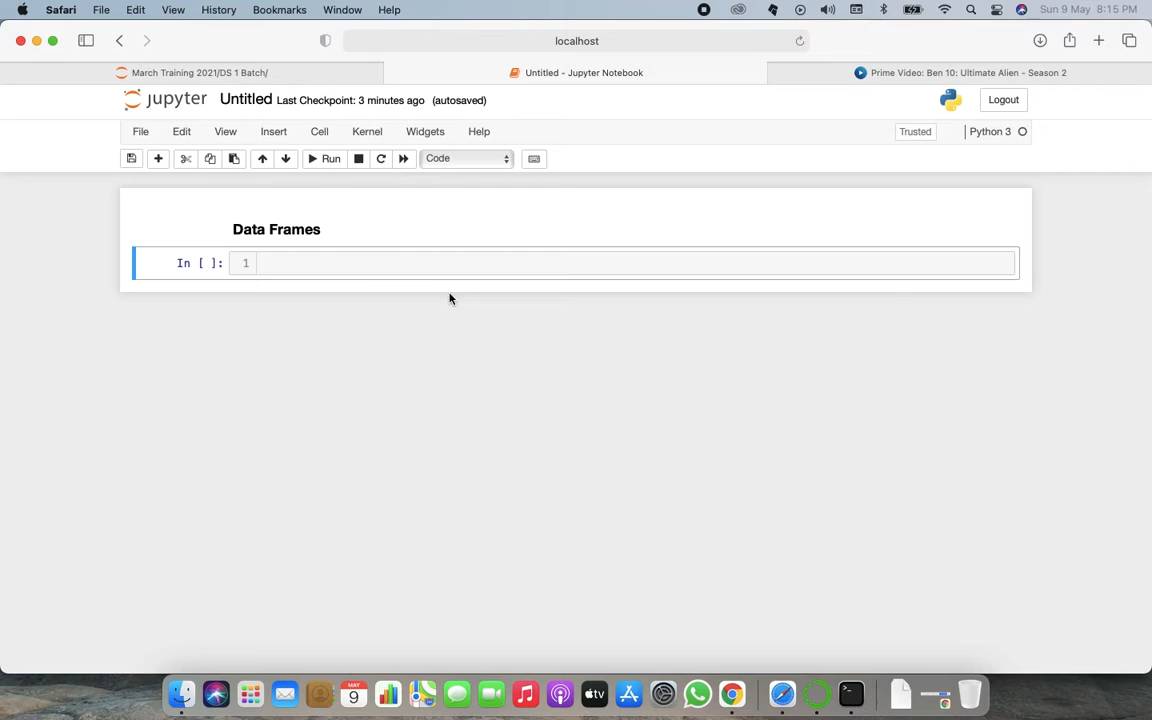 Safari File Edit View History Bookmarks Window Help Sun 9 May 8:15 PM
localhost
March Training 2021/DS 1 Batch/ Untitled - Jupyter Notebook Prime Video: Ben 10: Ultimate Alien - Season 2
jupyter Untitled Last Checkpoint: 3 minutes ago (autosaved) Logout
File Edit View Insert Cell Kernel Widgets Help Trusted Python 3
Run Code
Data Frames
In [ ]: 1
MAY
9
tv